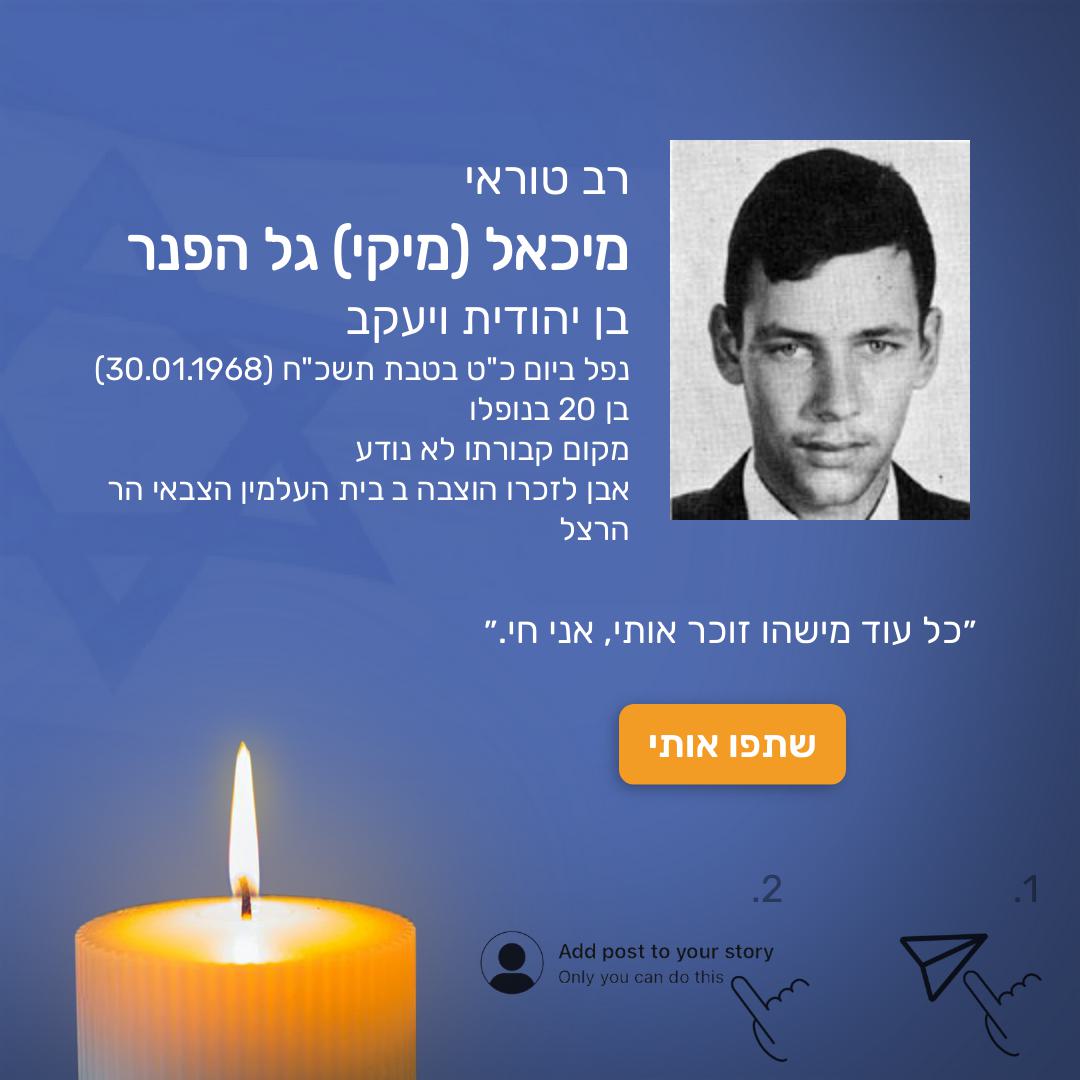 רב טוראי
מיכאל (מיקי) גל הפנר
בן יהודית ויעקב
נפל ביום כ"ט בטבת תשכ"ח (30.01.1968)
בן 20 בנופלו
מקום קבורתו לא נודע
אבן לזכרו הוצבה ב בית העלמין הצבאי הר
הרצל
״כל עוד מישהו זוכר אותי, אני חי.״
שתפו אותי
.1
.2
Add post to your story
Only you can do this